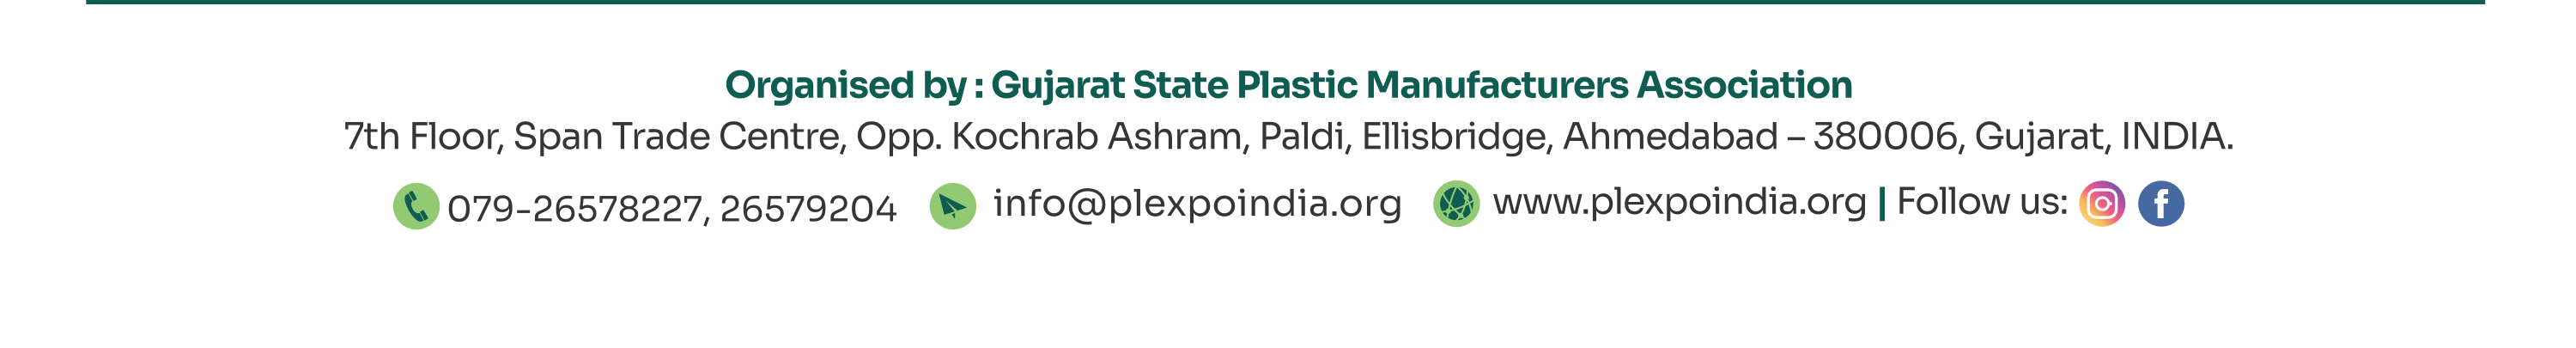 Organised by : Gujarat State Plastic Manufacturers Association
7th Floor, Span Trade Centre, Opp. Kochrab Ashram, Paldi, Ellisbridge, Ahmedabad – 380006, Gujarat, INDIA.
079-26578227, 26579204 info@plexpoindia.org www.plexpoindia.org | Follow us: